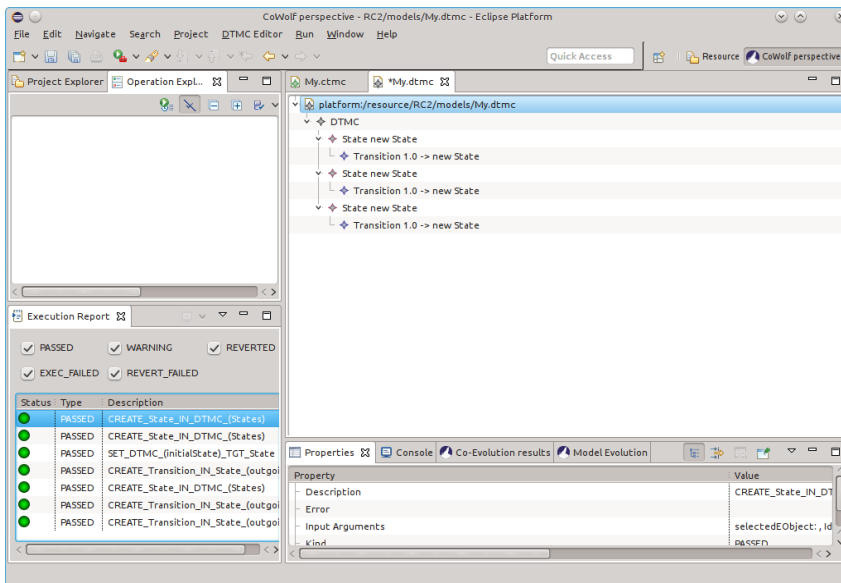 CoWolf perspective - RC2/models/My.dtmc - Eclipse Platform
File Edit Navigate Search Project DTMC Editor Run Window Help
Quick Access Resource CoWolf perspective
Project Explorer Operation Expl...
My.ctmc *My.dtmc
platform:/resource/RC2/models/My.dtmc
DTMC
State new State
Transition 1.0 -> new State
State new State
Transition 1.0 -> new State
State new State
Transition 1.0 -> new State
Execution Report
PASSED WARNING REVERTED
EXEC_FAILED REVERT_FAILED
Status Type Description
PASSED CREATE_State_IN_DTMC_(States)
PASSED CREATE_State_IN_DTMC_(States)
PASSED SET_DTMC_(initialState)_TGT_State
PASSED CREATE_Transition_IN_State_(outgoi
PASSED CREATE_State_IN_DTMC_(States)
PASSED CREATE_Transition_IN_State_(outgoi
PASSED CREATE_Transition_IN_State_(outgoi
Properties Console Co-Evolution results Model Evolution
Property Value
Description CREATE_State_IN_DT
Error
Input Arguments selectedEObject: , Id
Kind PASSED